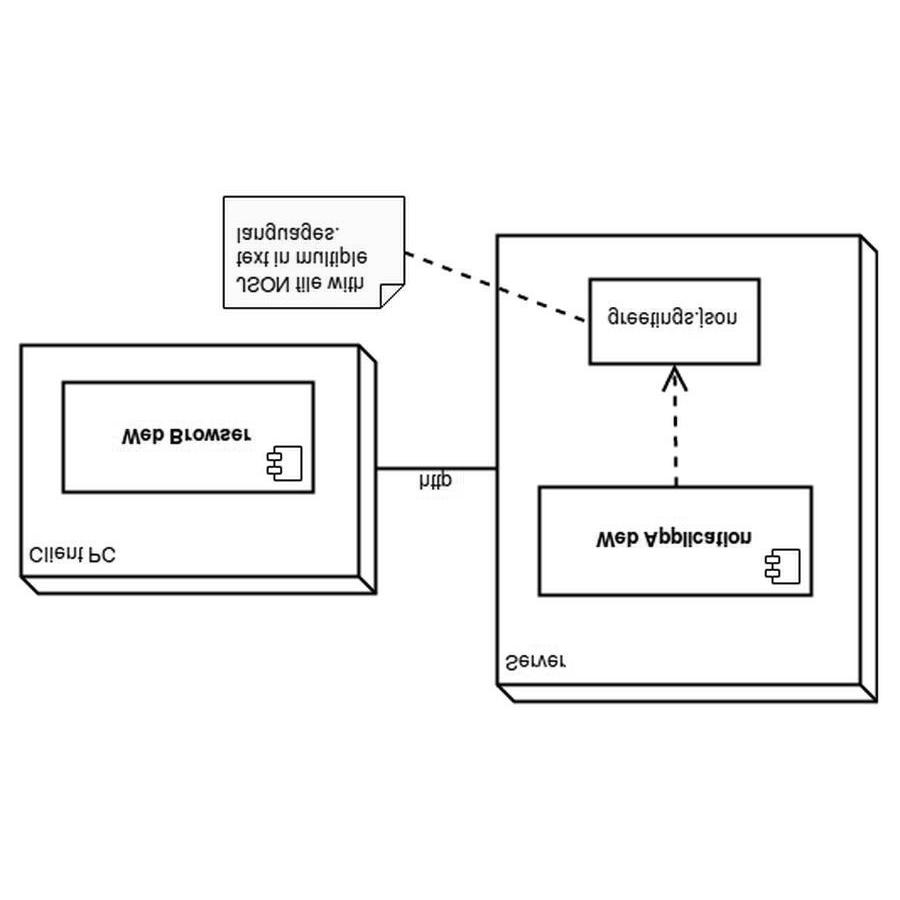 Server
Web Application
Client PC
http
Web Browser
greetings.json
JSON file with
text in multiple
languages.